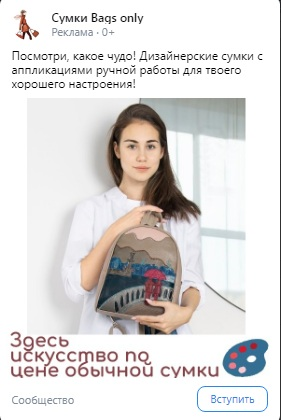 Сумки Bags only
Реклама · 0+
Посмотри, какое чудо! Дизайнерские сумки с
аппликациями ручной работы для твоего
хорошего настроения!
Здесь
искусство по
цене обычной сумки
Сообщество
Вступить